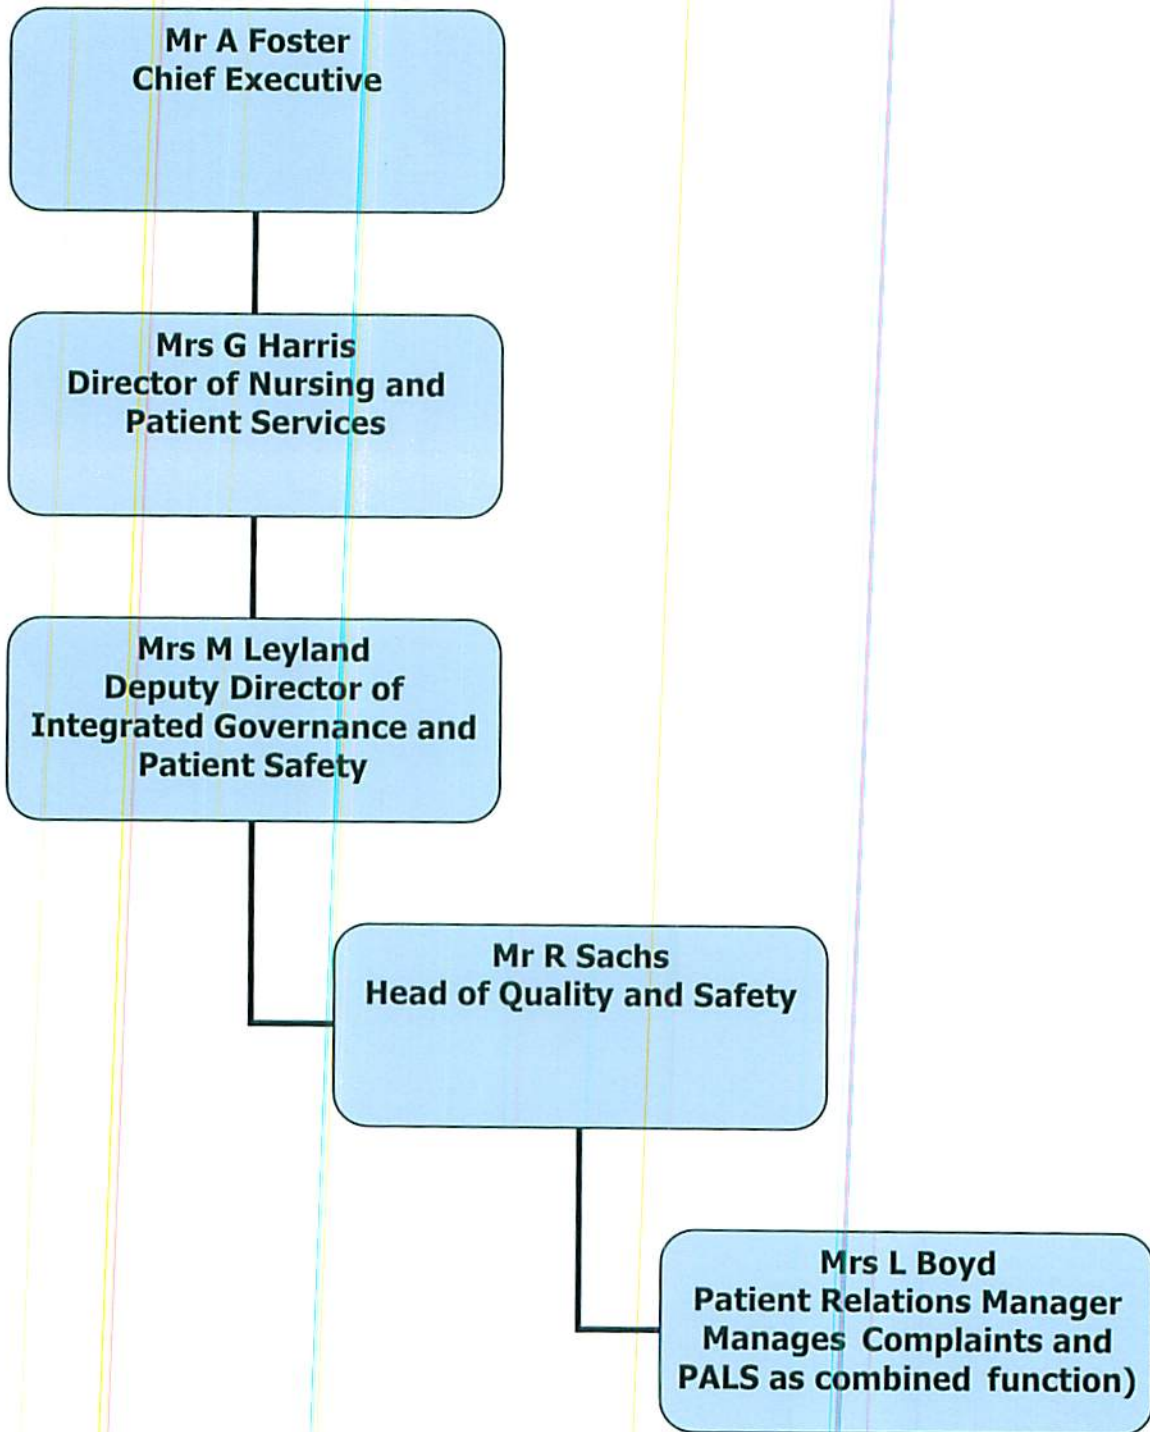 Mr A Foster
Chief Executive
Mrs G Harris
Director of Nursing and
Patient Services
Mrs M Leyland
Deputy Director of
Integrated Governance and
Patient Safety
Mr R Sachs
Head of Quality and Safety
Mrs L Boyd
Patient Relations Manager
Manages Complaints and
PALS as combined function)